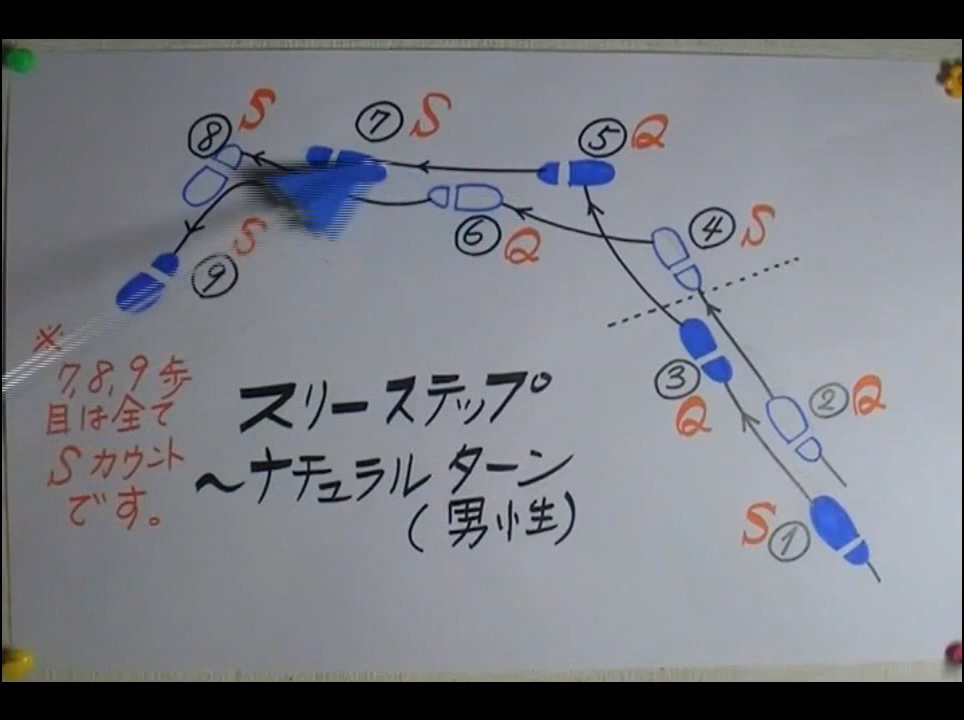 ⑧ S
⑦ S
⑤ Q
④ S
⑥ Q
⑨ S
③ Q
② Q
S ①
※
7,8,9歩
目は全て
Sカウント
です。
スリーステップ
~ナチュラルターン
(男性)